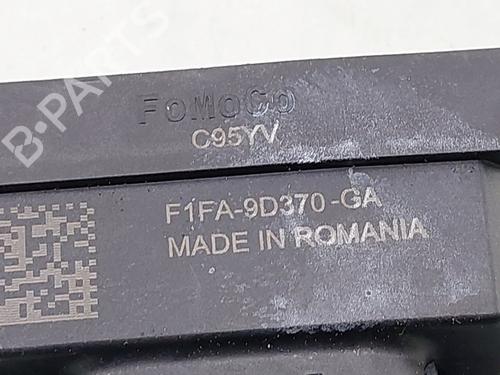 B-PARTS
FoMoCo
C95YV
F1FA-9D370-GA
MADE IN ROMANIA